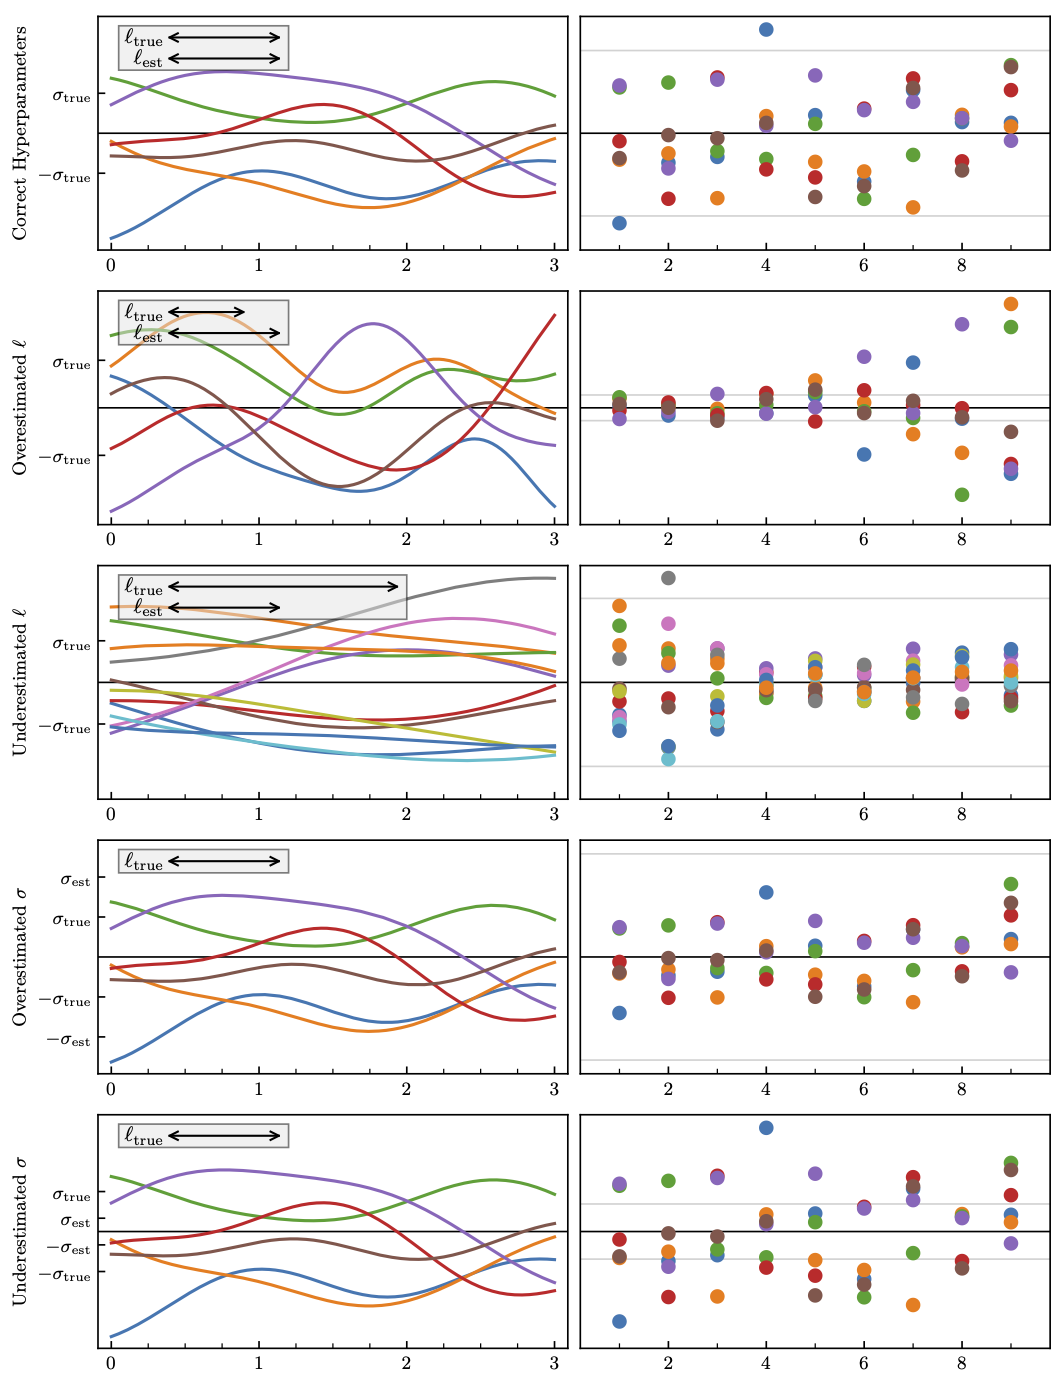 Correct Hyperparameters
ℓtrue
ℓest
σtrue
−σtrue
0 1 2 3
2 4 6 8
Overestimated ℓ
ℓtrue
ℓest
σtrue
−σtrue
0 1 2 3
2 4 6 8
Underestimated ℓ
ℓtrue
ℓest
σtrue
−σtrue
0 1 2 3
2 4 6 8
Overestimated σ
ℓtrue
σest
σtrue
−σtrue
−σest
0 1 2 3
2 4 6 8
Underestimated σ
ℓtrue
σtrue
σest
−σest
−σtrue
0 1 2 3
2 4 6 8